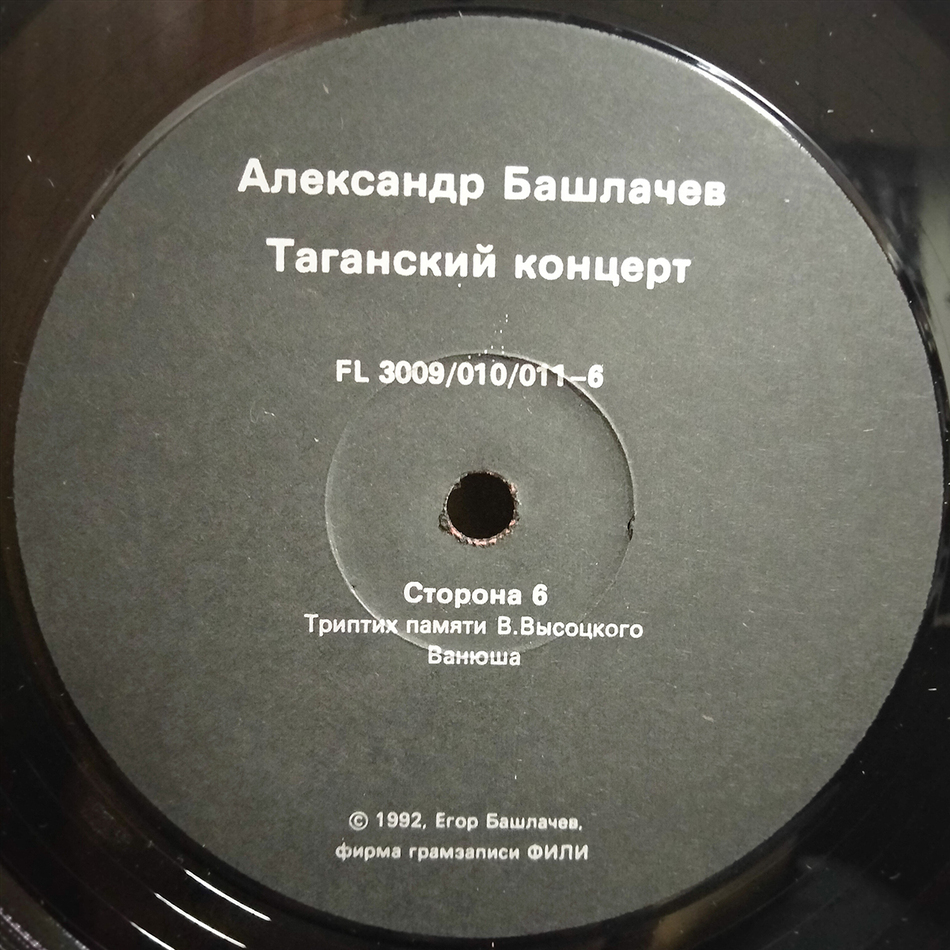 Александр Башлачев
Таганский концерт
FL 3009/010/011-6
Сторона 6
Триптих памяти В.Высоцкого
Ванюша
© 1992, Егор Башлачев,
фирма грамзаписи ФИЛИ